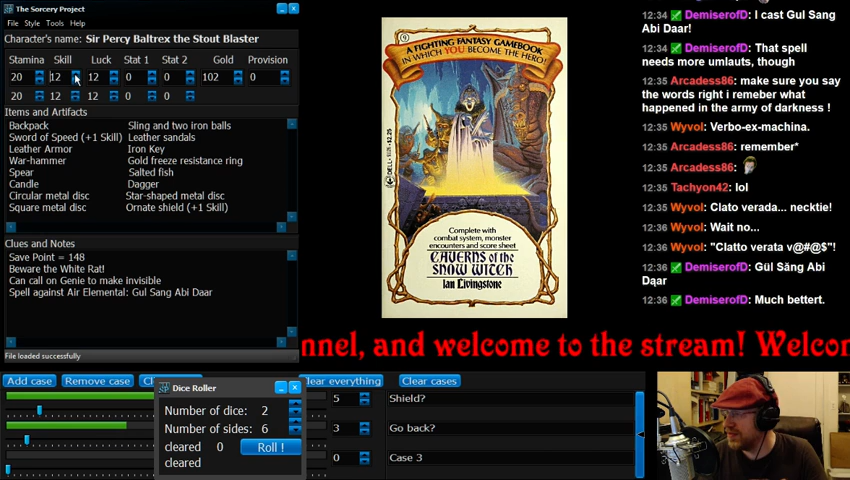 The Sorcery Project
File Style Tools Help
Character's name: Sir Percy Baltrex the Stout Blaster
Stamina Skill Luck Stat 1 Stat 2 Gold Provision
20 12 12 0 0 102 0
20 12 12 0 0
Items and Artifacts
Backpack Sling and two iron balls
Sword of Speed (+1 Skill) Leather sandals
Leather Armor Iron Key
War-hammer Gold freeze resistance ring
Spear Salted fish
Candle Dagger
Circular metal disc Star-shaped metal disc
Square metal disc Ornate shield (+1 Skill)
Clues and Notes
Save Point = 148
Beware the White Rat!
Can call on Genie to make invisible
Spell against Air Elemental: Gul Sang Abi Daar
File loaded successfully
9
A FIGHTING FANTASY GAMEBOOK
IN WHICH YOU BECOME THE HERO!
Complete with
combat system, monster
encounters and score sheet
CAVERNS OF THE
SNOW WITCH
Ian Livingstone
12:34 DemiserofD: I cast Gul Sang
Abi Daar!
12:34 DemiserofD: That spell
needs more umlauts, though
12:35 Arcadess86: make sure you say
the words right i remeber what
happened in the army of darkness !
12:35 Wyvol: Verbo-ex-machina.
12:35 Arcadess86: remember*
12:35 Arcadess86:
12:35 Tachyon42: lol
12:35 Wyvol: Clato verada... necktie!
12:36 Wyvol: Wait no...
12:36 Wyvol: "Clatto verata v@#@$"!
12:36 DemiserofD: Gül Săng Abi
Dąar
12:36 DemiserofD: Much bettert.
nnel, and welcome to the stream! Welcom
Add case Remove case Cl lear everything Clear cases
Dice Roller
Number of dice: 2
Number of sides: 6
cleared 0 Roll !
cleared
5 Shield?
3 Go back?
0 Case 3